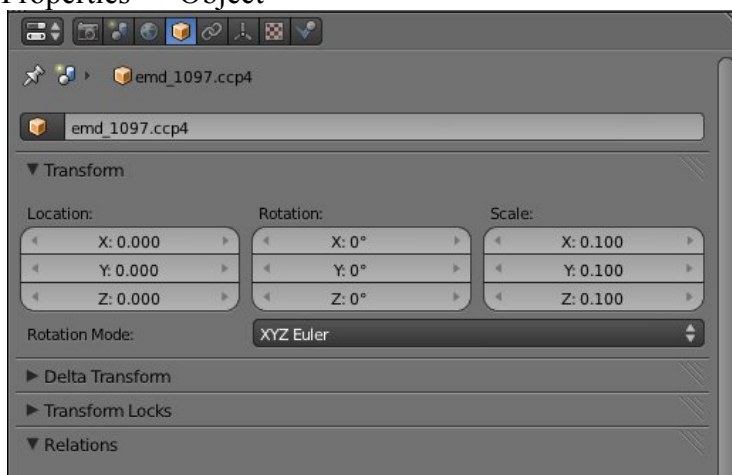 Properties Object
emd_1097.ccp4
emd_1097.ccp4
Transform
Location: Rotation: Scale:
X: 0.000 X: 0° X: 0.100
Y: 0.000 Y: 0° Y: 0.100
Z: 0.000 Z: 0° Z: 0.100
Rotation Mode: XYZ Euler
Delta Transform
Transform Locks
Relations